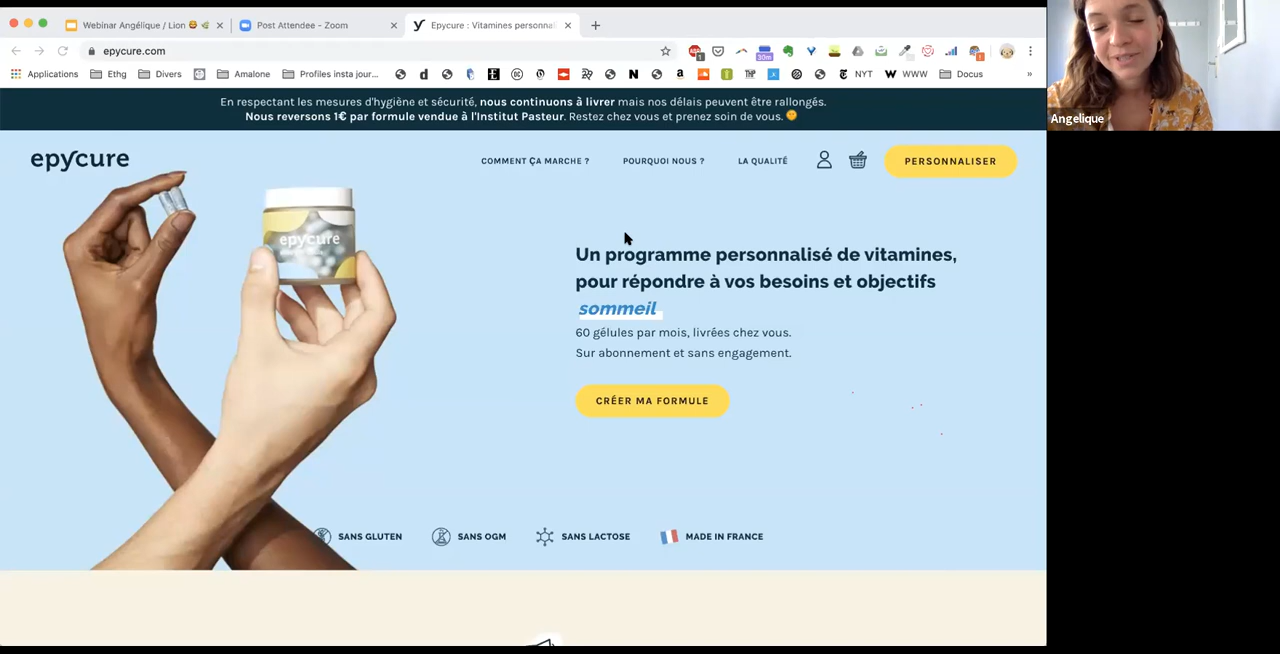 Webinar Angélique / Lion
Post Attendee - Zoom
Epycure : Vitamines personna
epycure.com
30m
Applications
Ethg
Divers
Amalone
Profiles insta jour...
NYT
WWW
Docus
En respectant les mesures d'hygiène et sécurité, nous continuons à livrer mais nos délais peuvent être rallongés.
Nous reversons 1€ par formule vendue à l'Institut Pasteur. Restez chez vous et prenez soin de vous.
Angelique
epycure
COMMENT ÇA MARCHE ?
POURQUOI NOUS ?
LA QUALITÉ
PERSONNALISER
epycure
Un programme personnalisé de vitamines,
pour répondre à vos besoins et objectifs
sommeil
60 gélules par mois, livrées chez vous.
Sur abonnement et sans engagement.
CRÉER MA FORMULE
SANS GLUTEN
SANS OGM
SANS LACTOSE
MADE IN FRANCE